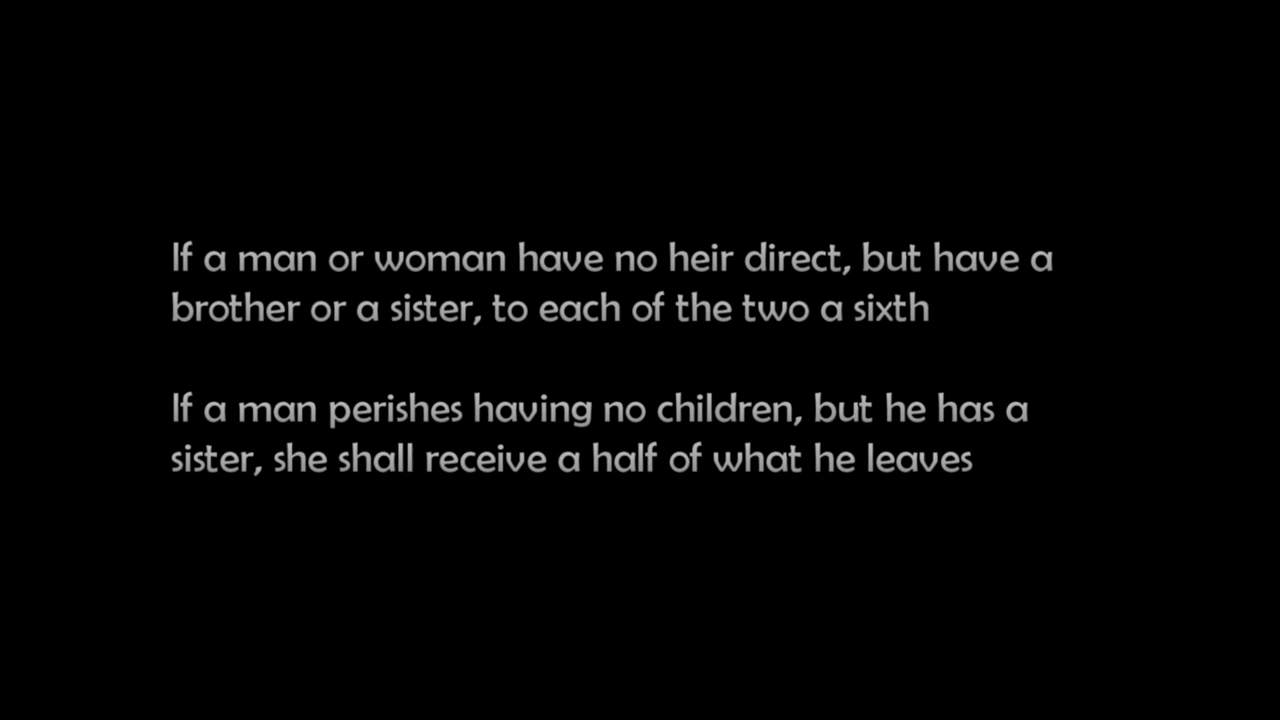 If a man or woman have no heir direct, but have a
brother or a sister, to each of the two a sixth
If a man perishes having no children, but he has a
sister, she shall receive a half of what he leaves